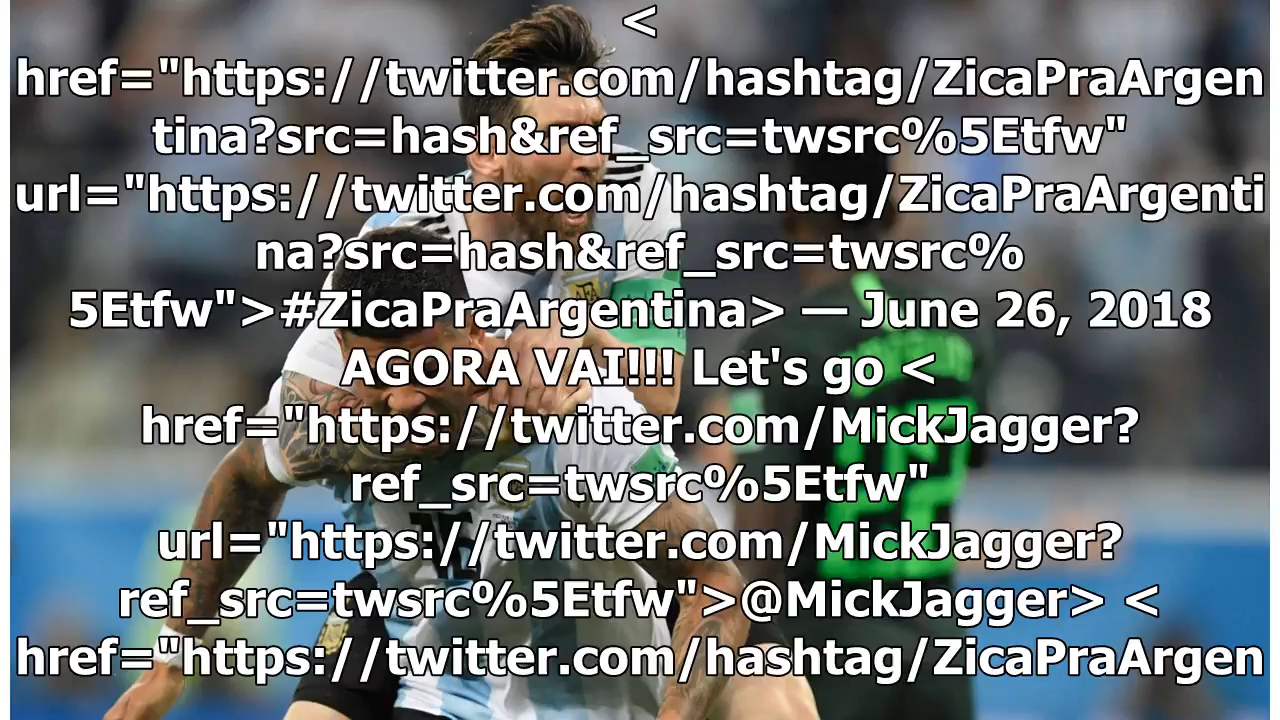 <
href="https://twitter.com/hashtag/ZicaPraArgen
tina?src=hash&ref_src=twsrc%5Etfw"
url="https://twitter.com/hashtag/ZicaPraArgenti
na?src=hash&ref_src=twsrc%
5Etfw">#ZicaPraArgentina> — June 26, 2018
AGORA VAI!!! Let's go <
href="https://twitter.com/MickJagger?
ref_src=twsrc%5Etfw"
url="https://twitter.com/MickJagger?
ref_src=twsrc%5Etfw">@MickJagger> <
href="https://twitter.com/hashtag/ZicaPraArgen